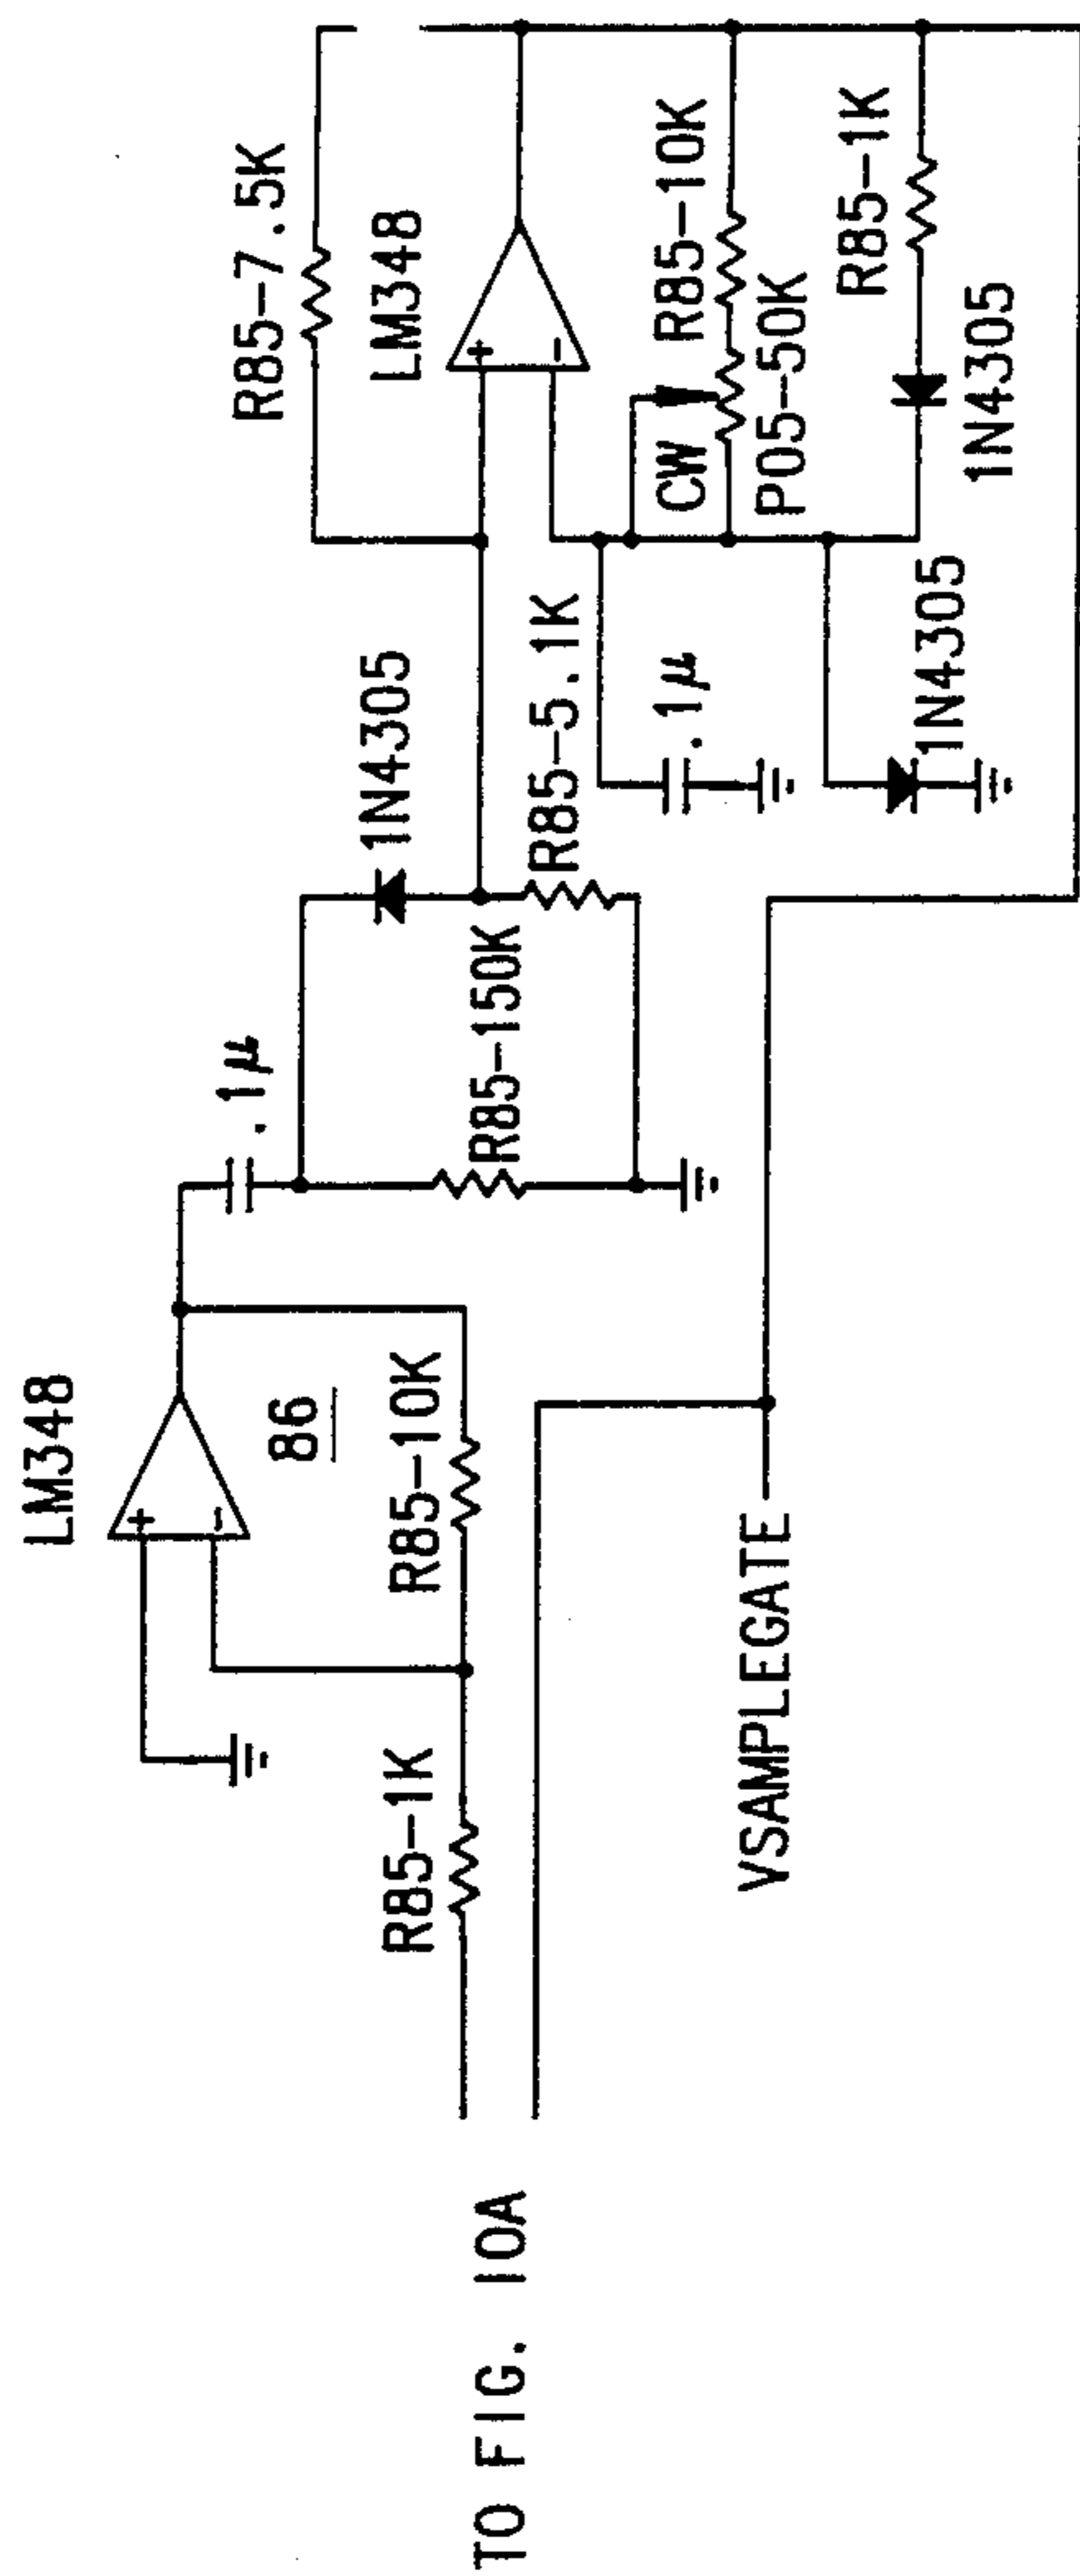 LM348
86
R85-1K
R85-10K
.1μ
R85-150K
1N4305
R85-5.1K
R85-7.5K
LM348
+
-
+
-
.1μ
CW
R85-10K
P05-50K
R85-1K
1N4305
1N4305
VSAMPLEGATE
TO FIG. 10A